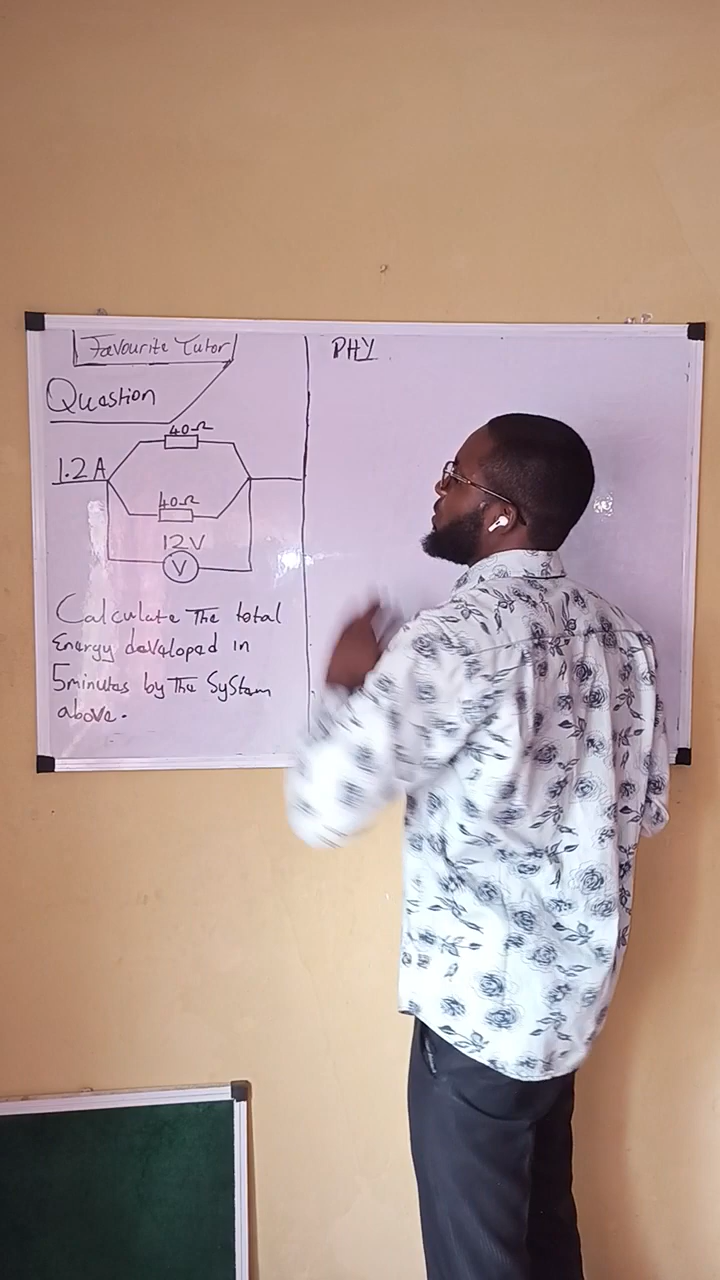 Favourite Tutor
PHY
Question
40Ω
1.2 A
40Ω
12V
V
Calculate The total
Energy developed in
5minutes by The System
above.